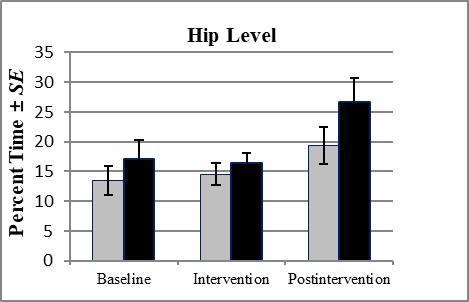 Hip Level
35
30
25
20
15
10
5
0
Percent Time ± SE
Baseline
Intervention
Postintervention